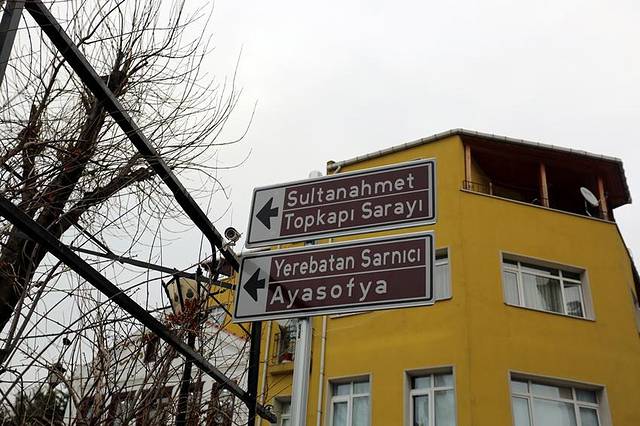 Sultanahmet
Topkapı Sarayı
Yerebatan Sarnıcı
Ayasofya